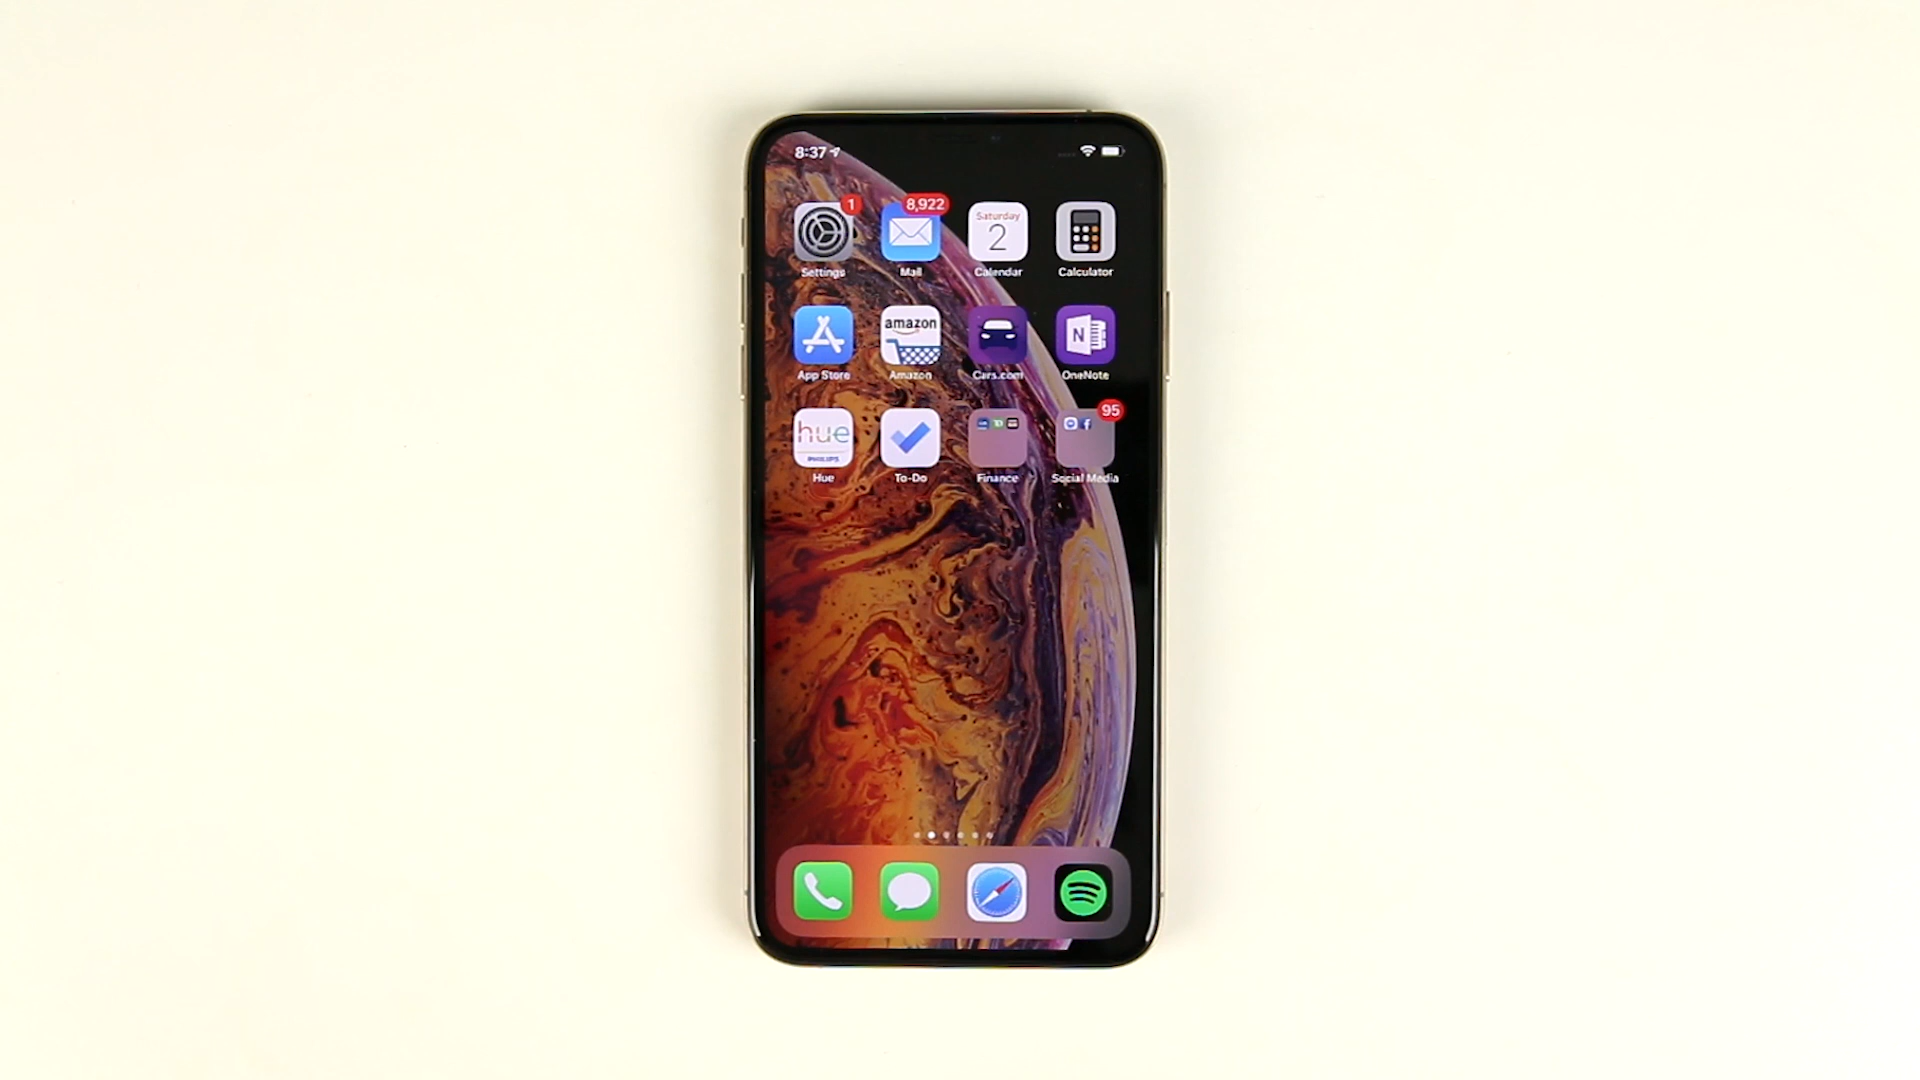 8:37
1 8,922 Saturday
2
Settings Mail Calendar Calculator
amazon N
App Store Amazon Cars.com OneNote
95
hue
PHILIPS
Hue To-Do Finance Social Media